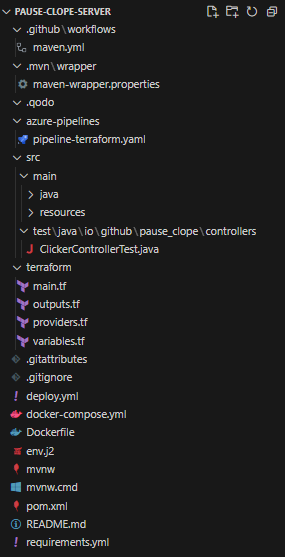 PAUSE-CLOPE-SERVER
.github\workflows
maven.yml
.mvn\wrapper
maven-wrapper.properties
.qodo
azure-pipelines
pipeline-terraform.yaml
src
main
java
resources
test\java\io\github\pause_clope\controllers
J ClickerControllerTest.java
terraform
main.tf
outputs.tf
providers.tf
variables.tf
.gitattributes
.gitignore
! deploy.yml
docker-compose.yml
Dockerfile
env.j2
mvnw
mvnw.cmd
pom.xml
README.md
! requirements.yml